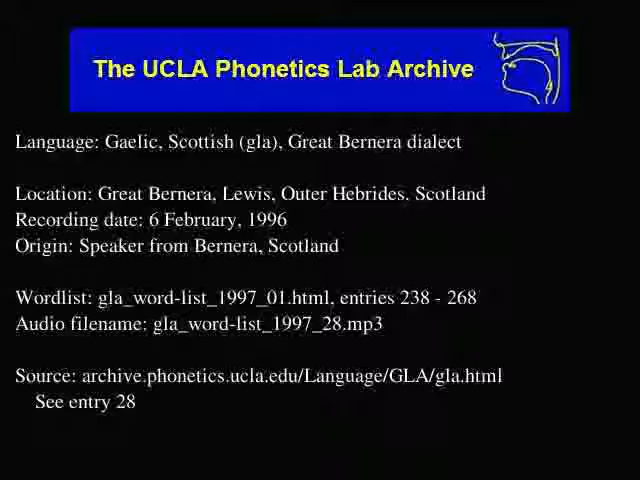 The UCLA Phonetics Lab Archive
Language: Gaelic, Scottish (gla), Great Bernera dialect
Location: Great Bernera, Lewis, Outer Hebrides. Scotland
Recording date: 6 February, 1996
Origin: Speaker from Bernera, Scotland
Wordlist: gla_word-list_1997_01.html, entries 238 - 268
Audio filename: gla_word-list_1997_28.mp3
Source: archive.phonetics.ucla.edu/Language/GLA/gla.html
See entry 28